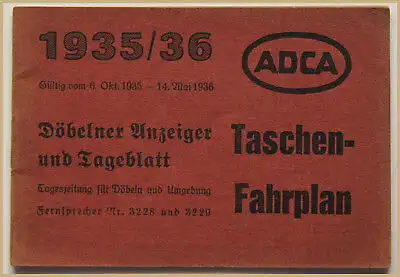 1935/36
Gültig vom 6. Okt. 1935 – 14. Mai 1936
ADCA
Döbelner Anzeiger
und Tageblatt
Tageszeitung für Döbeln und Umgebung
Fernsprecher Nr. 3228 und 3229
Taschen-
Fahrplan